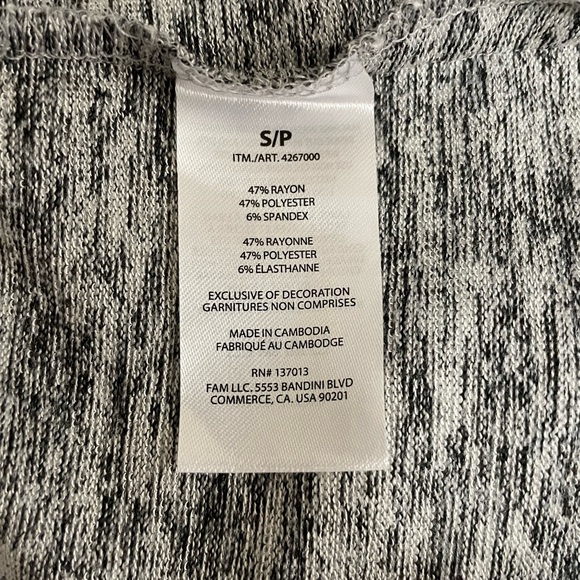 S/P
ITM./ART. 4267000
47% RAYON
47% POLYESTER
6% SPANDEX
47% RAYONNE
47% POLYESTER
6% ÉLASTHANNE
EXCLUSIVE OF DECORATION
GARNITURES NON COMPRISES
MADE IN CAMBODIA
FABRIQUÉ AU CAMBODGE
RN# 137013
FAM LLC. 5553 BANDINI BLVD
COMMERCE, CA. USA 90201